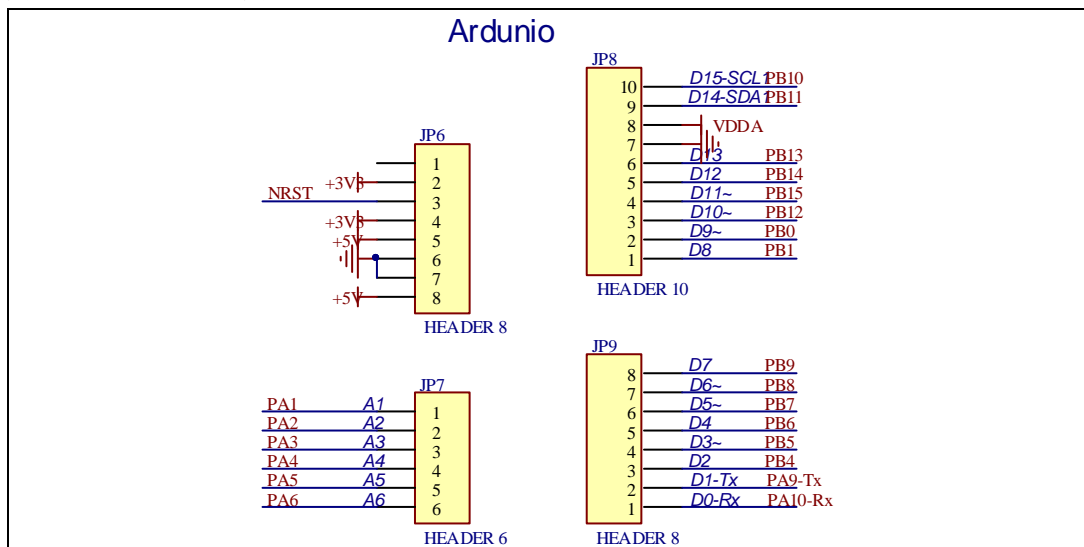 Ardunio
JP6
1
+3V3 2
NRST 3
+3V3 4
+5V 5
6
7
+5V 8
HEADER 8
JP8
10 D15-SCL1 PB10
9 D14-SDA1 PB11
8 VDDA
7
6 D13 PB13
5 D12 PB14
4 D11~ PB15
3 D10~ PB12
2 D9~ PB0
1 D8 PB1
HEADER 10
JP7
PA1 A1 1
PA2 A2 2
PA3 A3 3
PA4 A4 4
PA5 A5 5
PA6 A6 6
HEADER 6
JP9
8 D7 PB9
7 D6~ PB8
6 D5~ PB7
5 D4 PB6
4 D3~ PB5
3 D2 PB4
2 D1-Tx PA9-Tx
1 D0-Rx PA10-Rx
HEADER 8